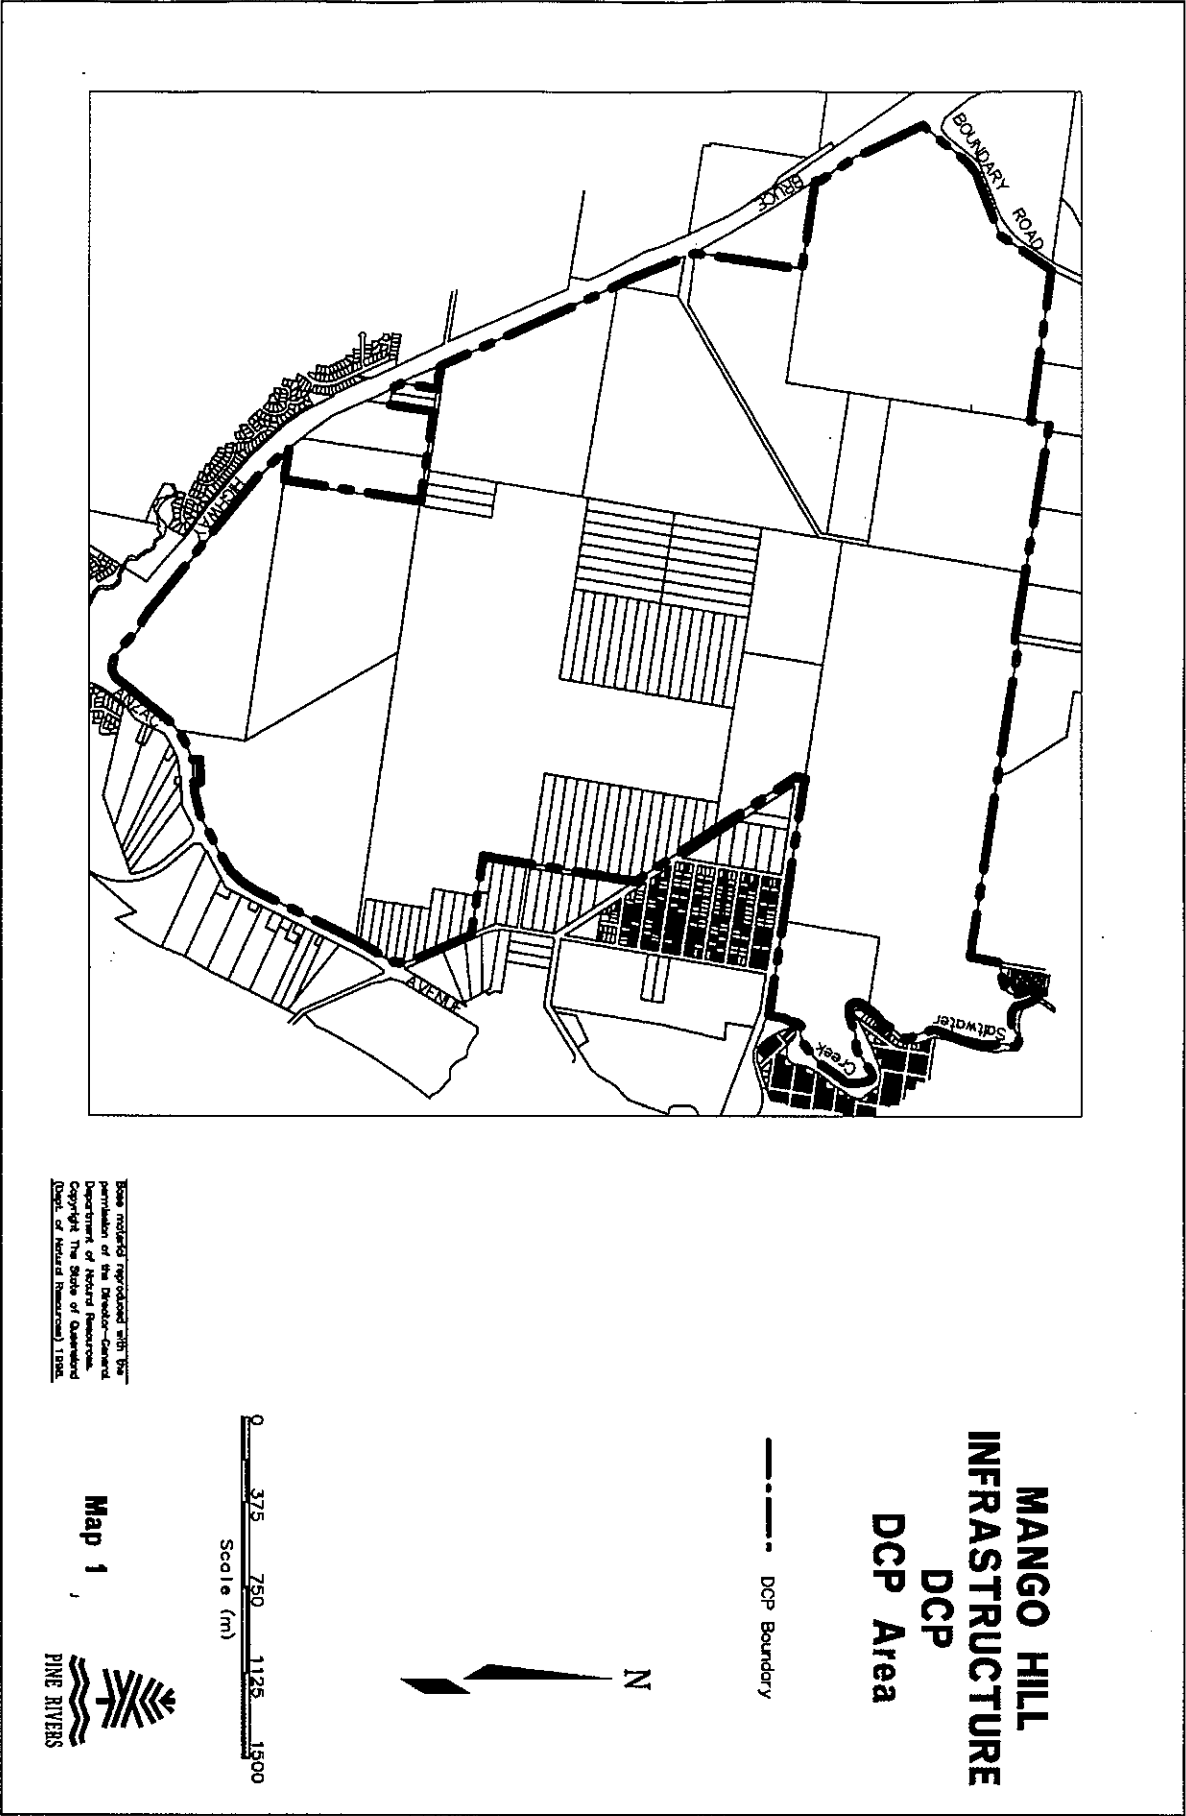 MANGO HILL
INFRASTRUCTURE
DCP
DCP Area
DCP Boundary
N
0 375 750 1125 1500
Scale (m)
Map 1
PINE RIVERS
Base material reproduced with the
permission of the Director-General
Department of Natural Resources.
Copyright The State of Queensland
(Dept. of Natural Resources) 1998.
BOUNDARY ROAD
BRUCE
HIGHWAY
ANZAC
AVENUE
Saltwater
Creek